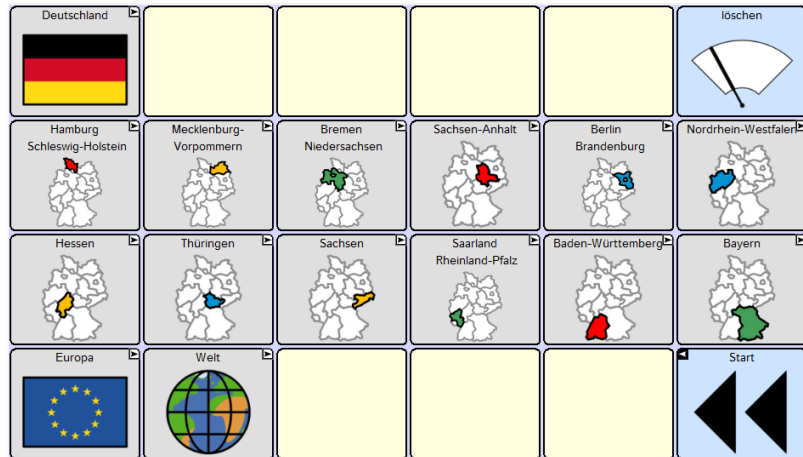 Deutschland
löschen
Hamburg
Schleswig-Holstein
Mecklenburg-
Vorpommern
Bremen
Niedersachsen
Sachsen-Anhalt
Berlin
Brandenburg
Nordrhein-Westfalen
Hessen
Thüringen
Sachsen
Saarland
Rheinland-Pfalz
Baden-Württemberg
Bayern
Europa
Welt
Start